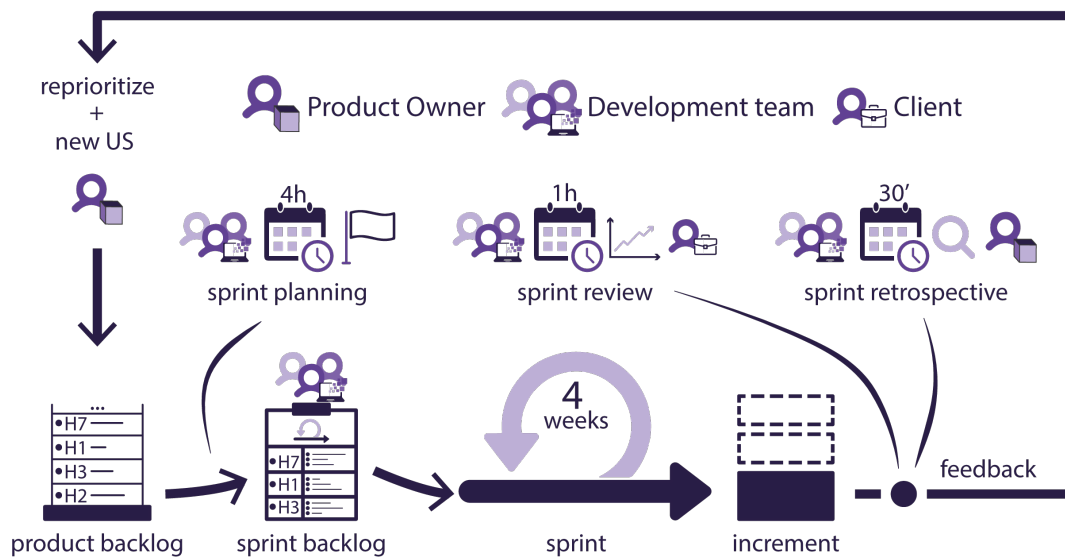 reprioritize
+
new US
Product Owner
Development team
Client
4h
sprint planning
1h
sprint review
30’
sprint retrospective
...
H7
H1
H3
H2
product backlog
H7
H1
H3
sprint backlog
4
weeks
sprint
increment
feedback